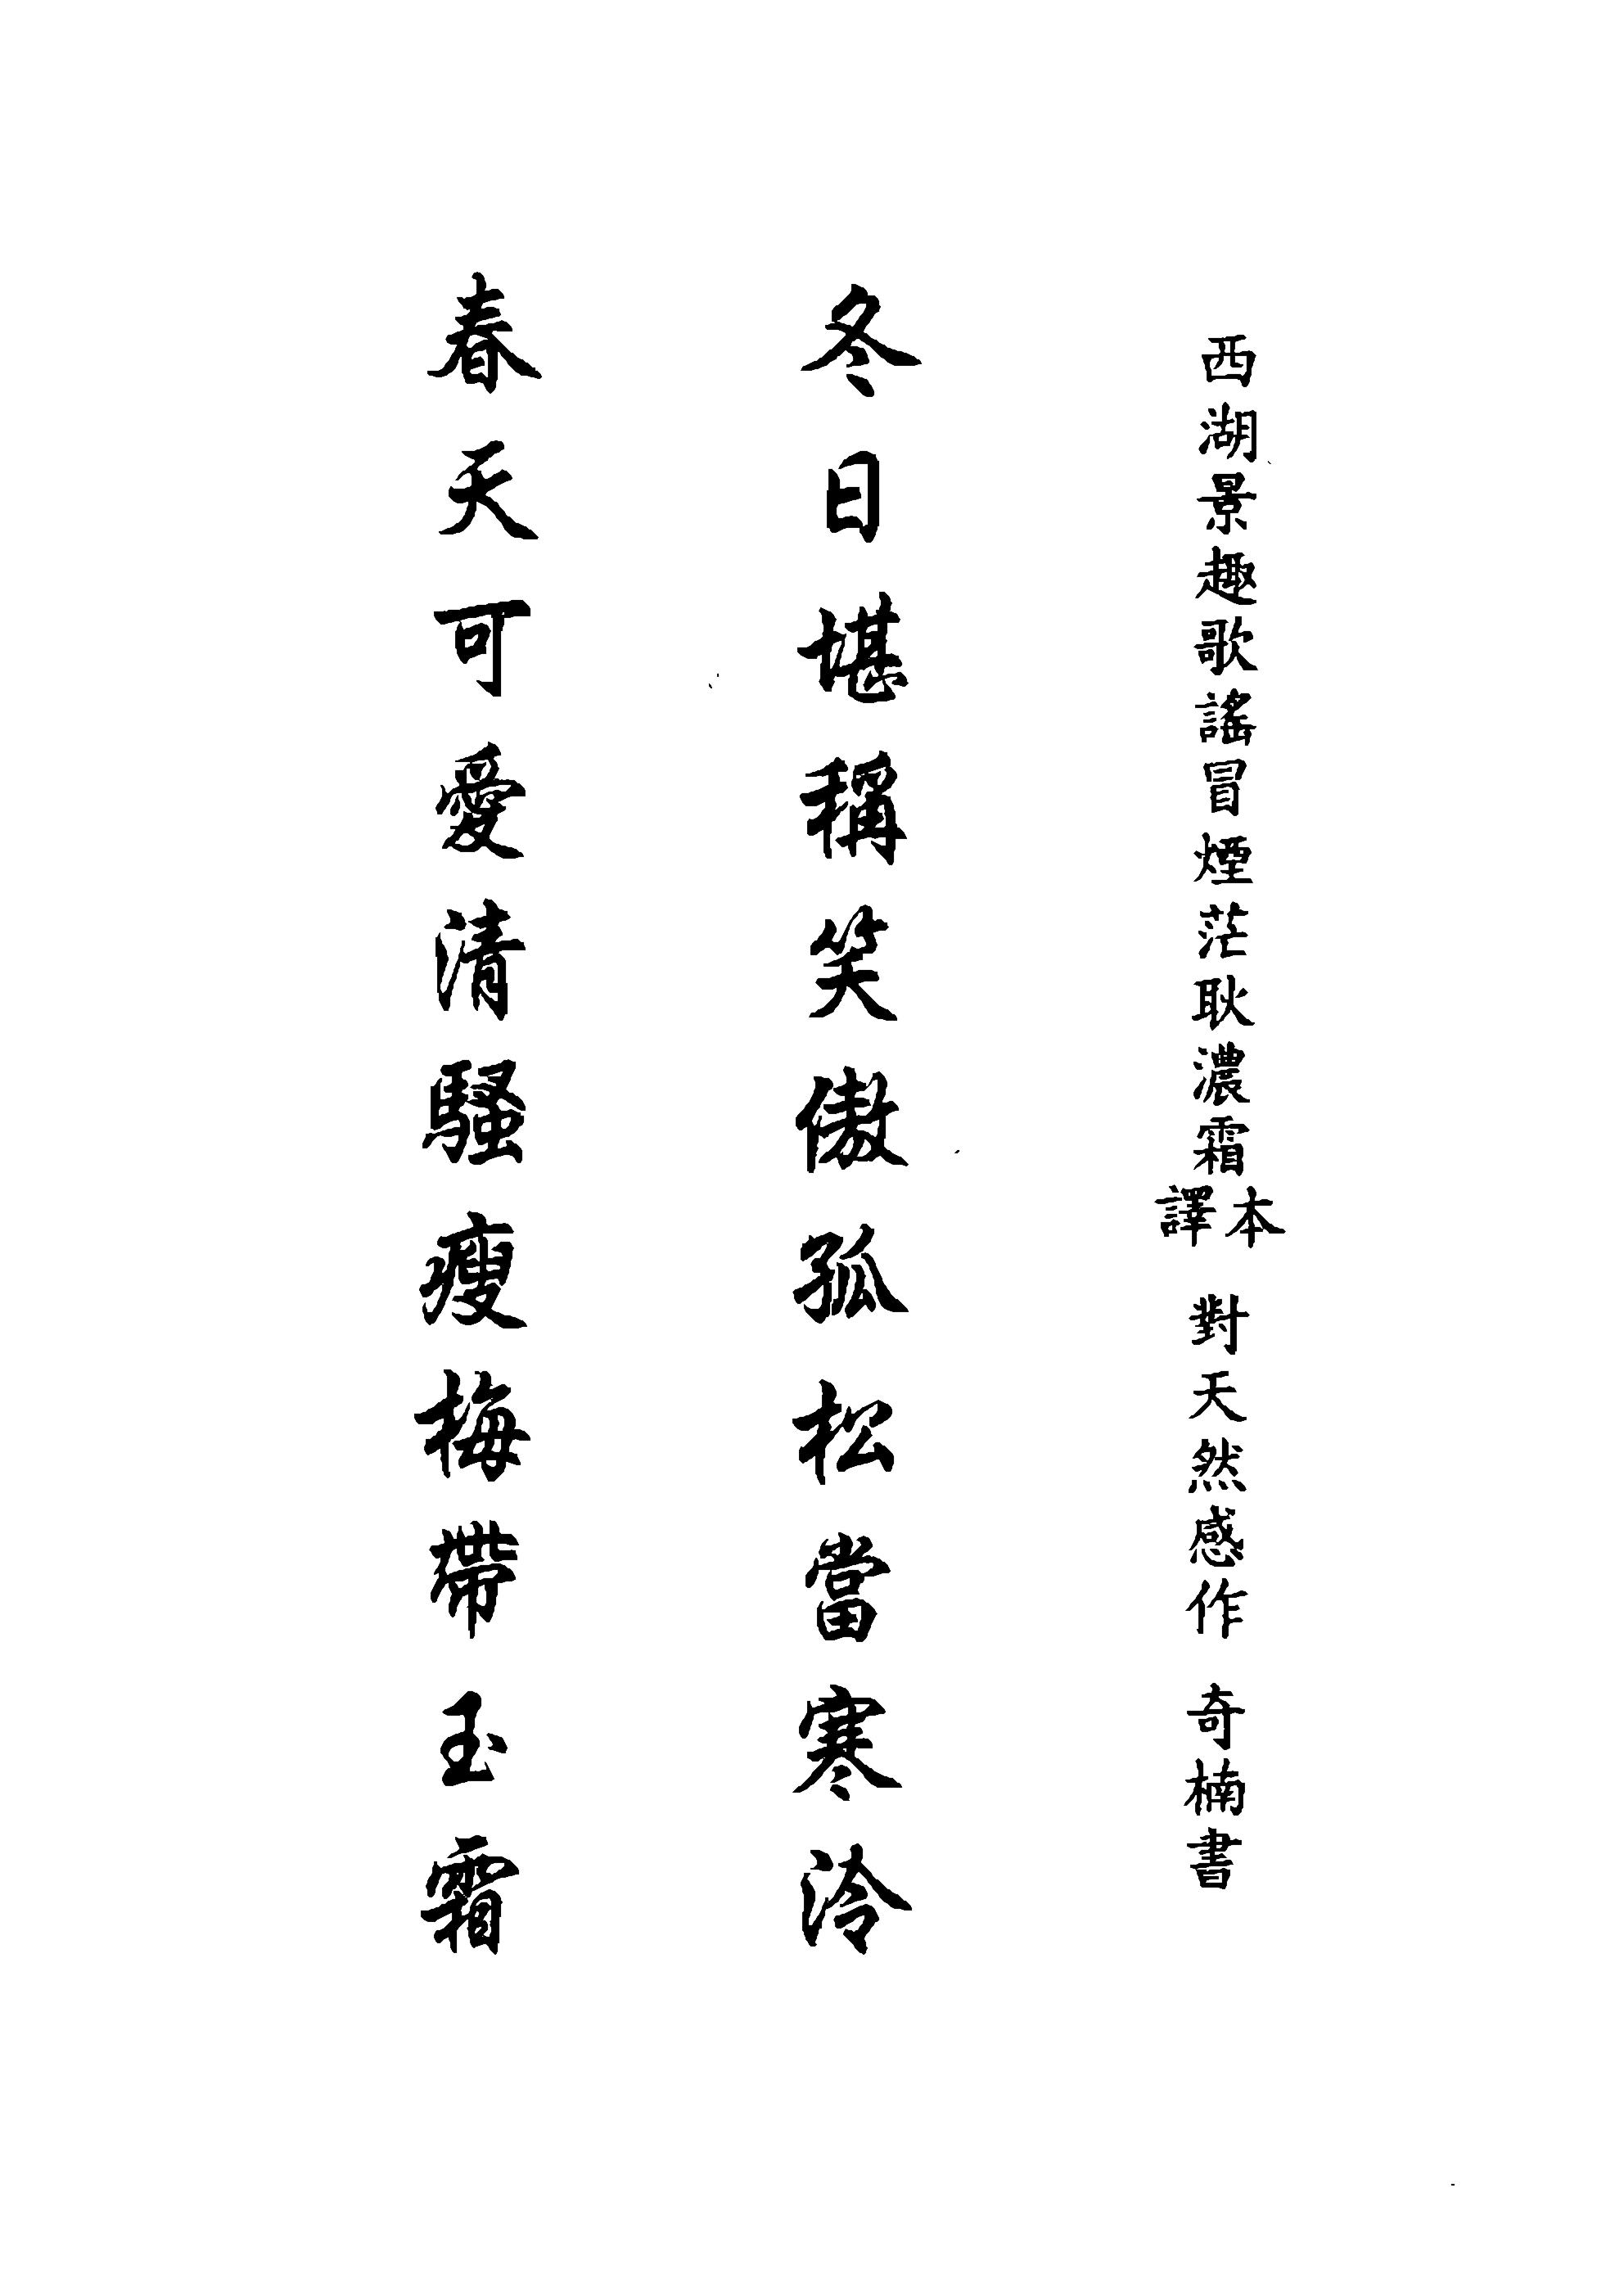 西湖景趣歌謠冒煙茫耿濃霜本譯 對天然感作 奇楠書
冬日堪稱笑傲孤松當寒泠
春天可愛清騷瘦梅帶玉霜